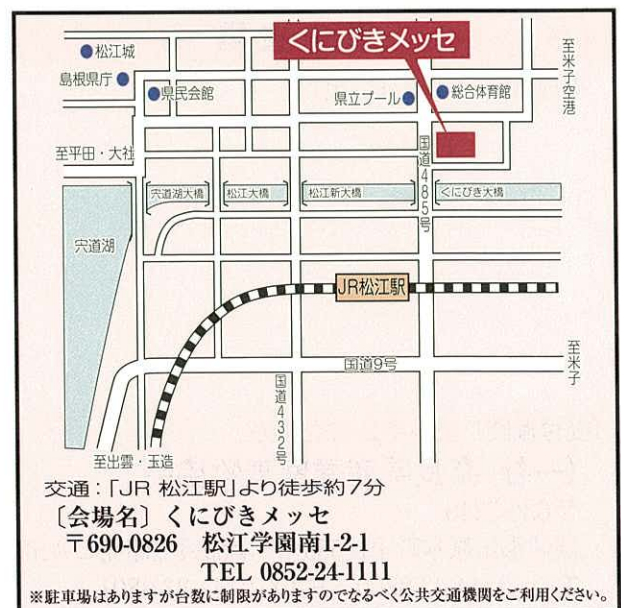 くにびきメッセ
松江城
島根県庁
県民会館
県立プール
総合体育館
至米子空港
至平田・大社
国道485号
宍道湖大橋
松江大橋
松江新大橋
くにびき大橋
宍道湖
JR松江駅
国道9号
至米子
国道432号
至出雲・玉造
交通:「JR 松江駅」より徒歩約7分
〔会場名〕くにびきメッセ
〒690-0826 松江学園南1-2-1
TEL 0852-24-1111
※駐車場はありますが台数に制限がありますのでなるべく公共交通機関をご利用ください。